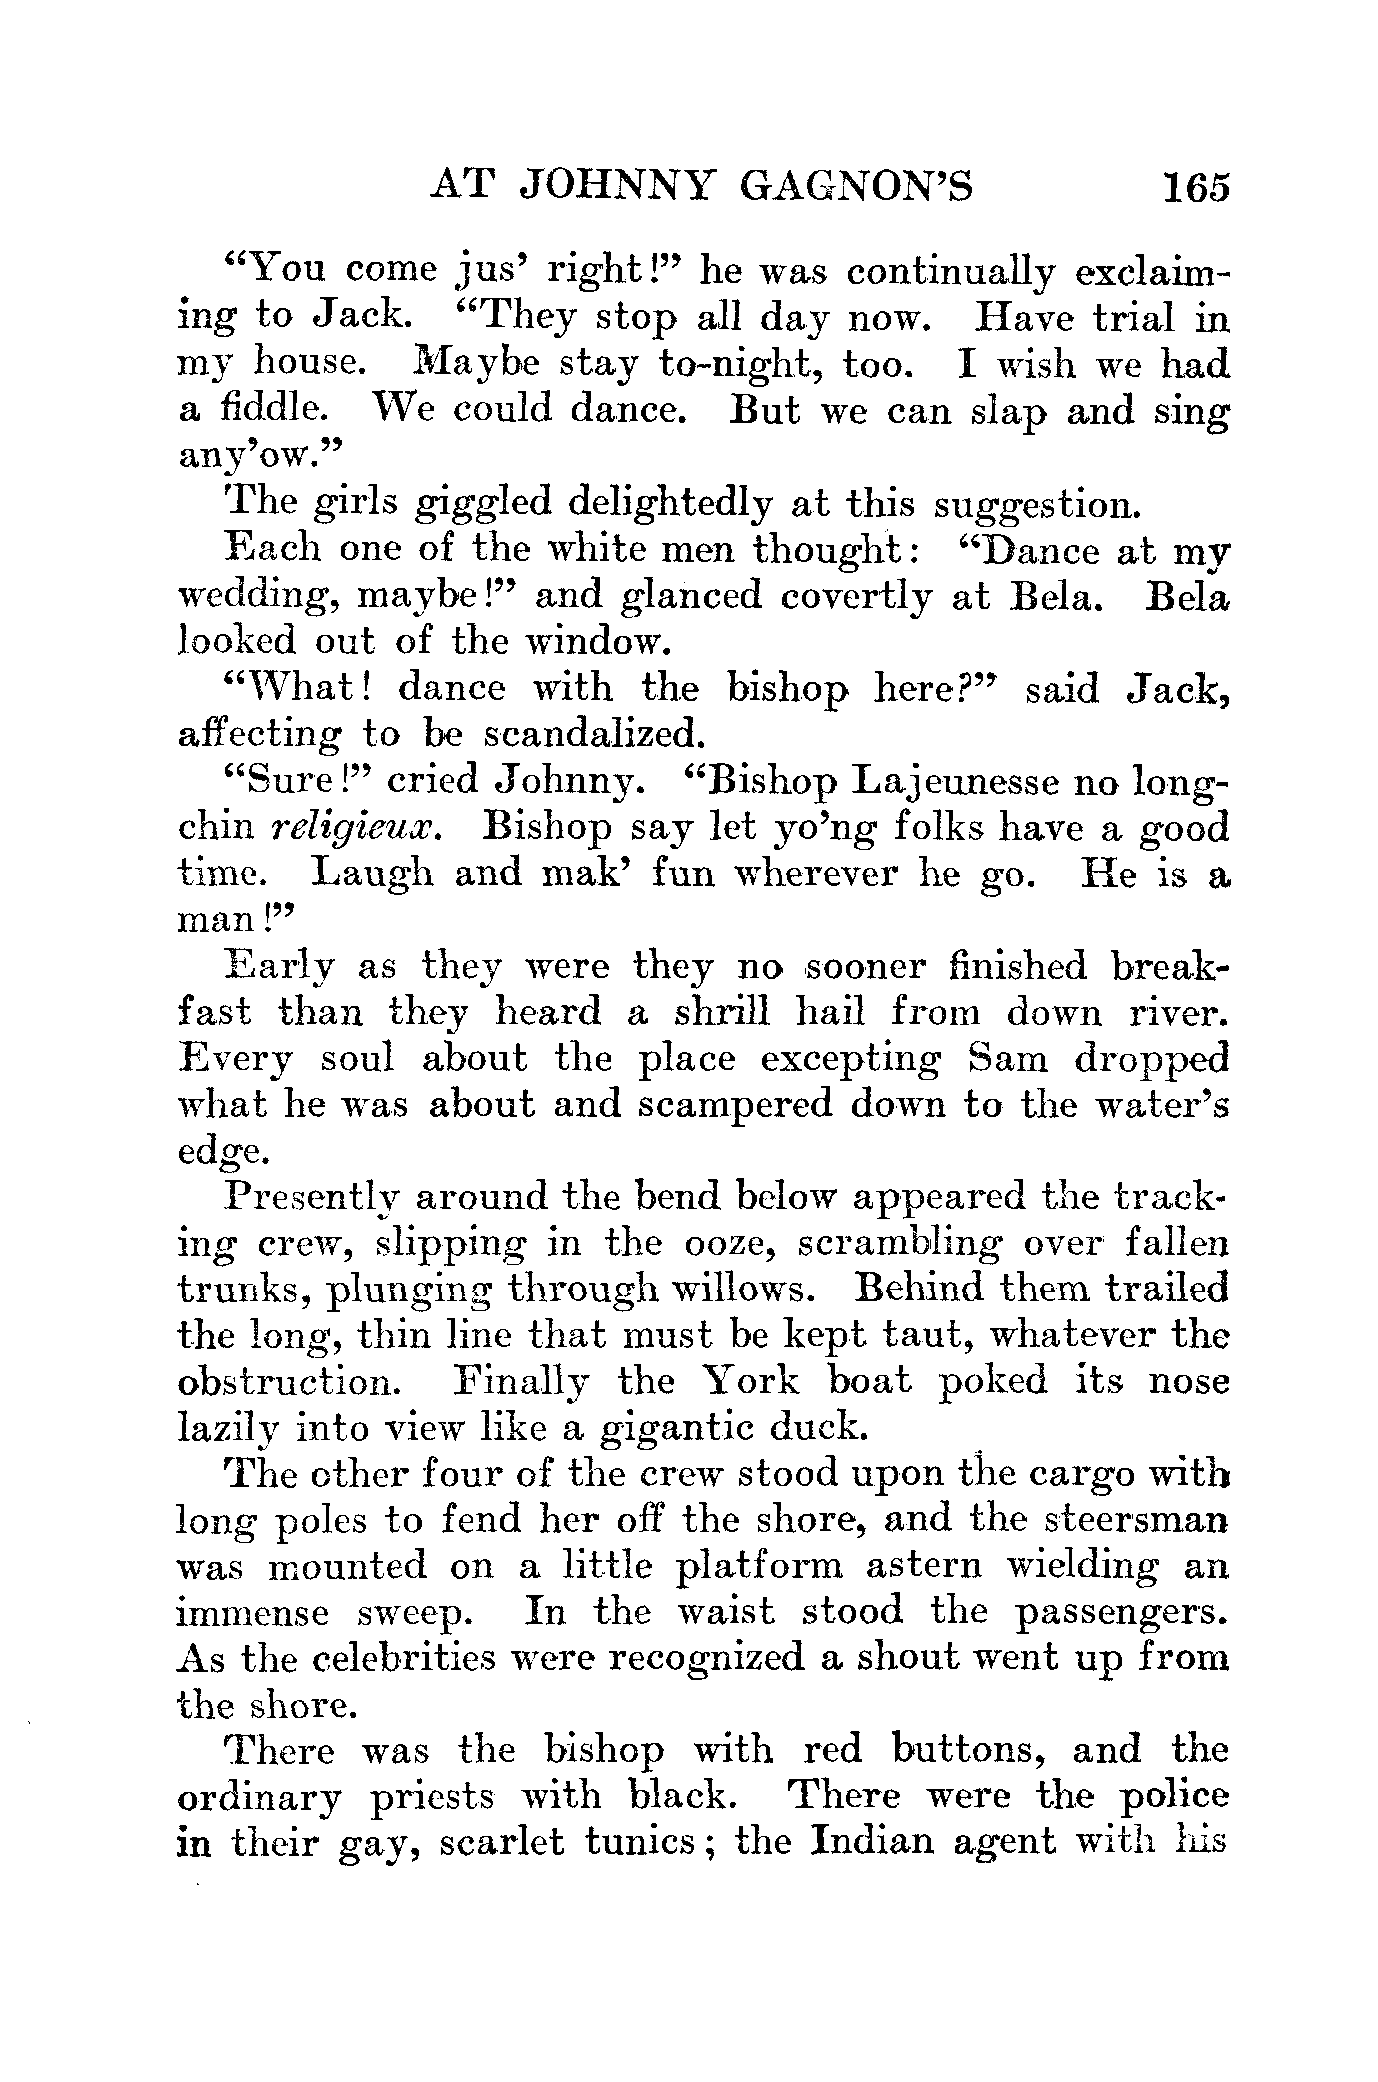 AT JOHNNY GAGNON'S 165
“You come jus’ right!” he was continually exclaim-
ing to Jack. “They stop all day now. Have trial in
my house. Maybe stay to-night, too. I wish we had
a fiddle. We could dance. But we can slap and sing
any’ow.”
The girls giggled delightedly at this suggestion.
Each one of the white men thought: “Dance at my
wedding, maybe!” and glanced covertly at Bela. Bela
looked out of the window.
“What! dance with the bishop here?” said Jack,
affecting to be scandalized.
“Sure!” cried Johnny. “Bishop Lajeunesse no long-
chin religieux. Bishop say let yo’ng folks have a good
time. Laugh and mak’ fun wherever he go. He is a
man!”
Early as they were they no sooner finished break-
fast than they heard a shrill hail from down river.
Every soul about the place excepting Sam dropped
what he was about and scampered down to the water’s
edge.
Presently around the bend below appeared the track-
ing crew, slipping in the ooze, scrambling over fallen
trunks, plunging through willows. Behind them trailed
the long, thin line that must be kept taut, whatever the
obstruction. Finally the York boat poked its nose
lazily into view like a gigantic duck.
The other four of the crew stood upon the cargo with
long poles to fend her off the shore, and the steersman
was mounted on a little platform astern wielding an
immense sweep. In the waist stood the passengers.
As the celebrities were recognized a shout went up from
the shore.
There was the bishop with red buttons, and the
ordinary priests with black. There were the police
in their gay, scarlet tunics; the Indian agent with his